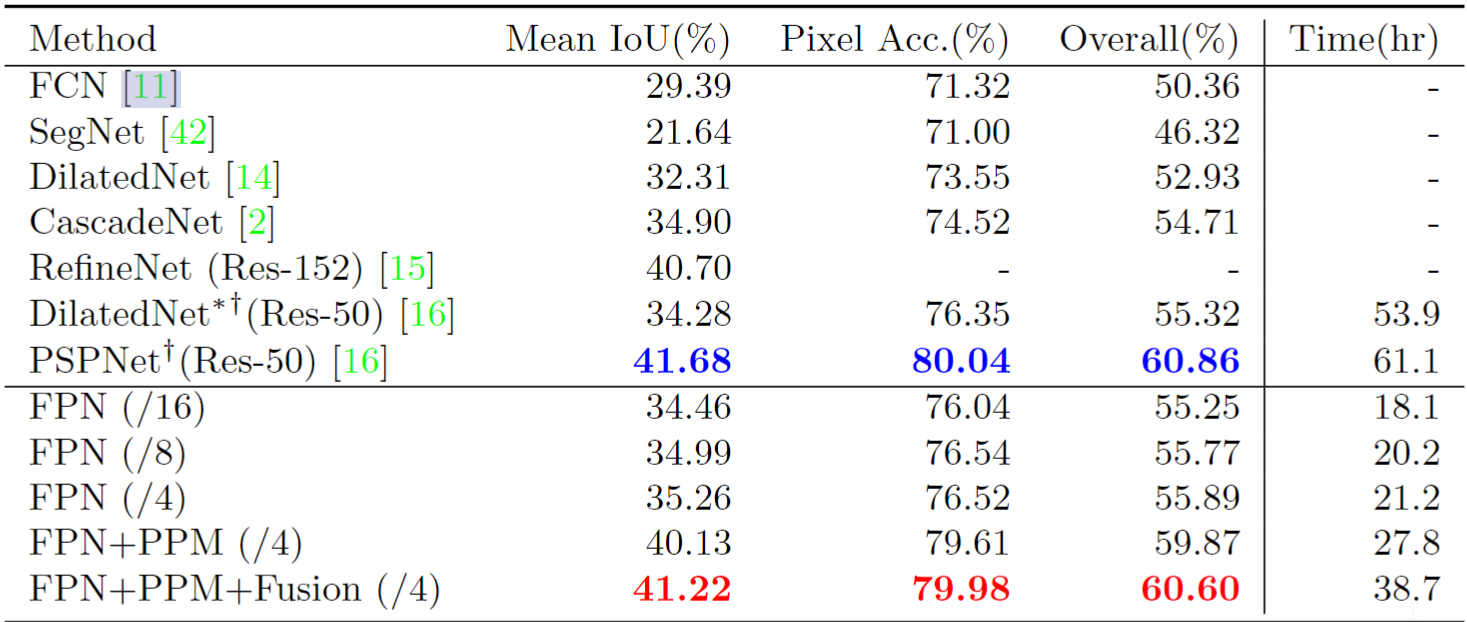 Method Mean IoU(%) Pixel Acc.(%) Overall(%) Time(hr)
FCN [11] 29.39 71.32 50.36 -
SegNet [42] 21.64 71.00 46.32 -
DilatedNet [14] 32.31 73.55 52.93 -
CascadeNet [2] 34.90 74.52 54.71 -
RefineNet (Res-152) [15] 40.70 - - -
DilatedNet*†(Res-50) [16] 34.28 76.35 55.32 53.9
PSPNet†(Res-50) [16] 41.68 80.04 60.86 61.1
FPN (/16) 34.46 76.04 55.25 18.1
FPN (/8) 34.99 76.54 55.77 20.2
FPN (/4) 35.26 76.52 55.89 21.2
FPN+PPM (/4) 40.13 79.61 59.87 27.8
FPN+PPM+Fusion (/4) 41.22 79.98 60.60 38.7